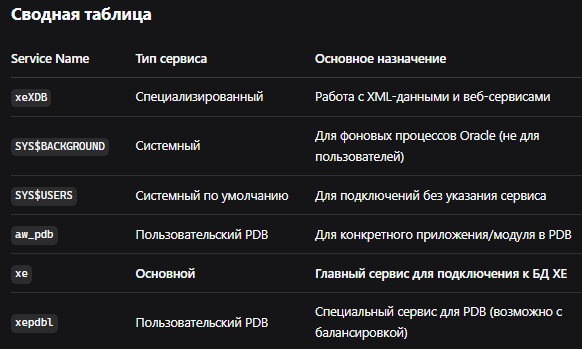 Сводная таблица
Service Name Тип сервиса Основное назначение
xeXDB Специализированный Работа с XML-данными и веб-сервисами
SYS$BACKGROUND Системный Для фоновых процессов Oracle (не для
пользователей)
SYS$USERS Системный по умолчанию Для подключений без указания сервиса
aw_pdb Пользовательский PDB Для конкретного приложения/модуля в PDB
xe Основной Главный сервис для подключения к БД XE
xepdbl Пользовательский PDB Специальный сервис для PDB (возможно с
балансировкой)